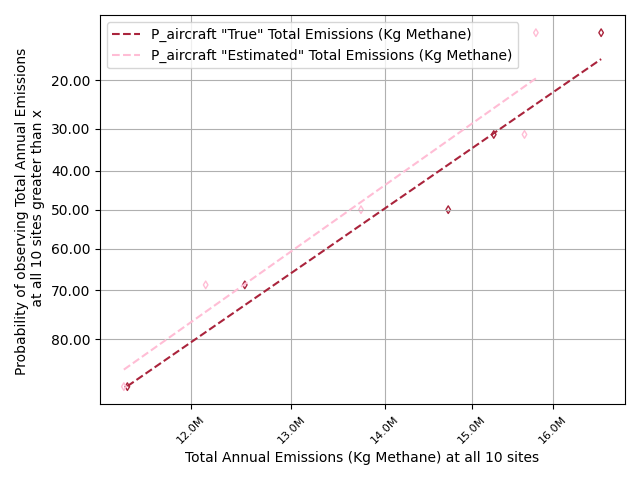 P_aircraft "True" Total Emissions (Kg Methane)
P_aircraft "Estimated" Total Emissions (Kg Methane)
Probability of observing Total Annual Emissions
at all 10 sites greater than x
20.00
30.00
40.00
50.00
60.00
70.00
80.00
12.0M
13.0M
14.0M
15.0M
16.0M
Total Annual Emissions (Kg Methane) at all 10 sites